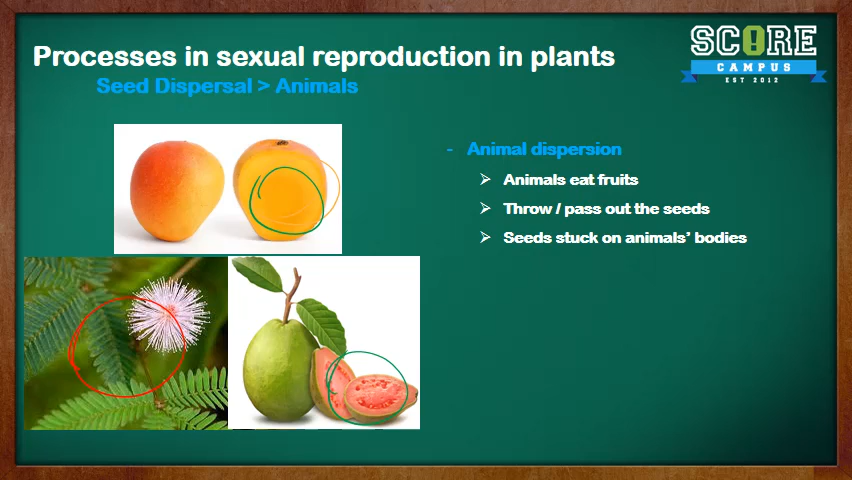 Processes in sexual reproduction in plants
Seed Dispersal > Animals
SCORE
CAMPUS
EST 2012
- Animal dispersion
➢ Animals eat fruits
➢ Throw / pass out the seeds
➢ Seeds stuck on animals’ bodies